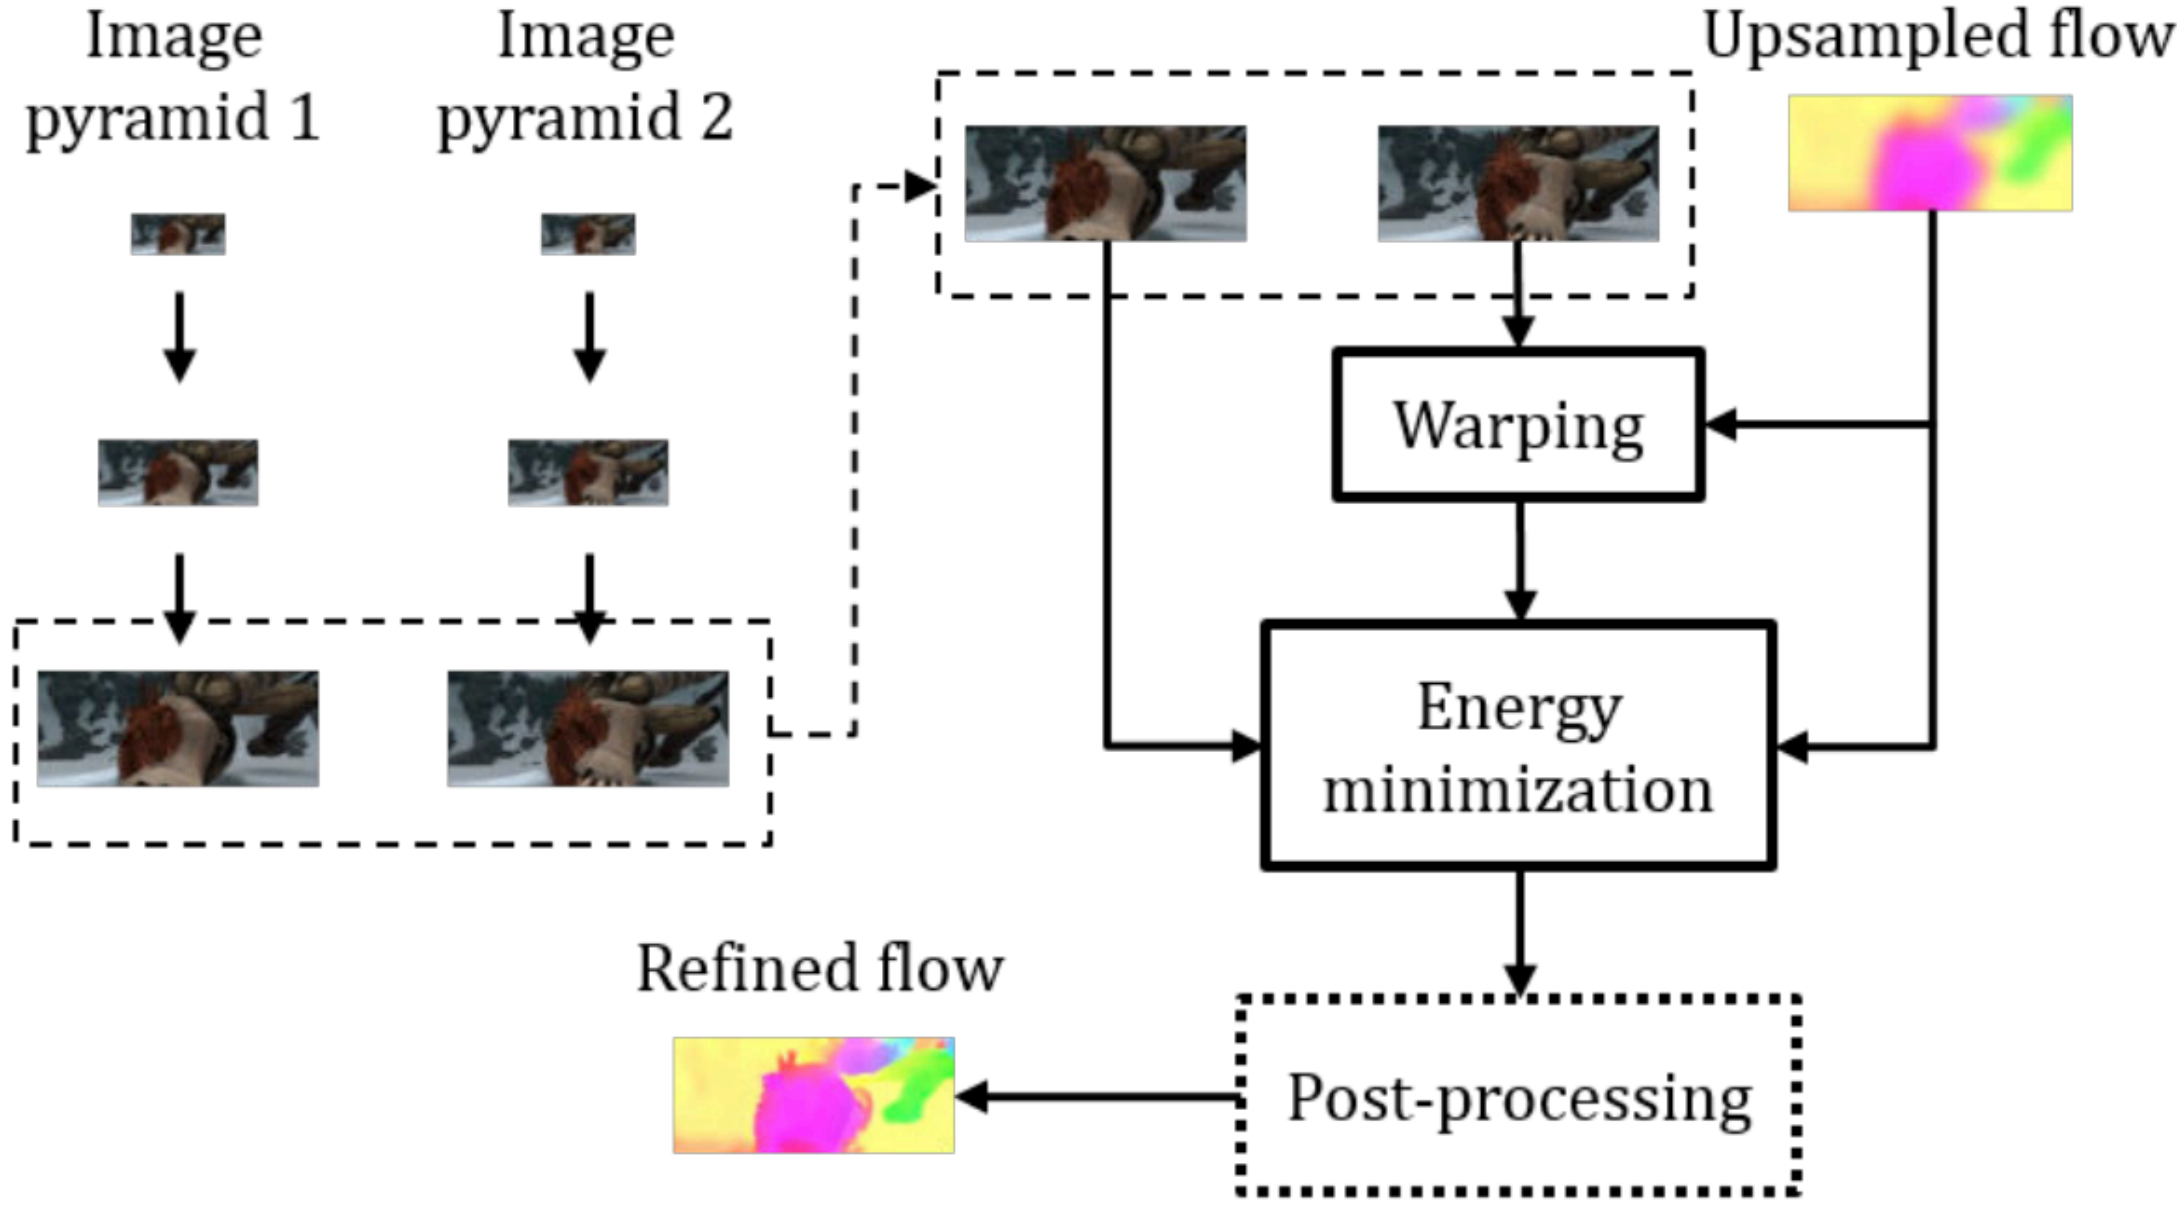 Image
pyramid 1
Image
pyramid 2
Upsampled flow
Warping
Energy
minimization
Refined flow
Post-processing